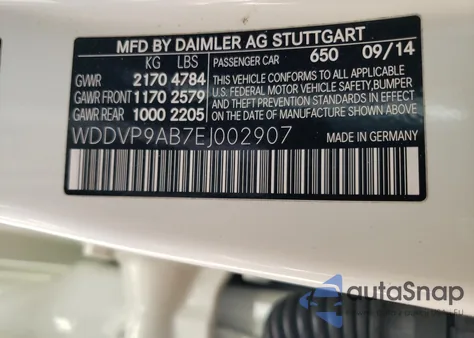 MFD BY DAIMLER AG STUTTGART
KG LBS PASSENGER CAR 650 09/14
GVWR 2170 4784 THIS VEHICLE CONFORMS TO ALL APPLICABLE
GAWR FRONT 1170 2579 U.S. FEDERAL MOTOR VEHICLE SAFETY, BUMPER
GAWR REAR 1000 2205 AND THEFT PREVENTION STANDARDS IN EFFECT
ON THE DATE OF MANUFACTURE SHOWN ABOVE
WDDVP9AB7EJ002907 MADE IN GERMANY
autaSnap